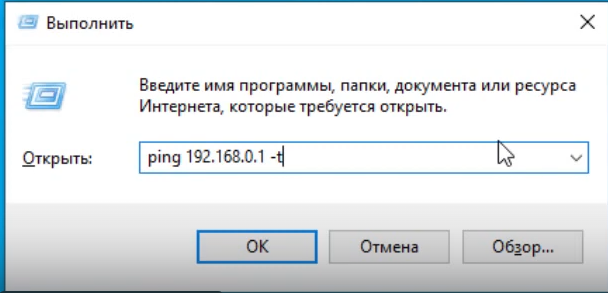 Выполнить
Введите имя программы, папки, документа или ресурса
Интернета, которые требуется открыть.
Открыть: ping 192.168.0.1 -t
ОК Отмена Обзор...